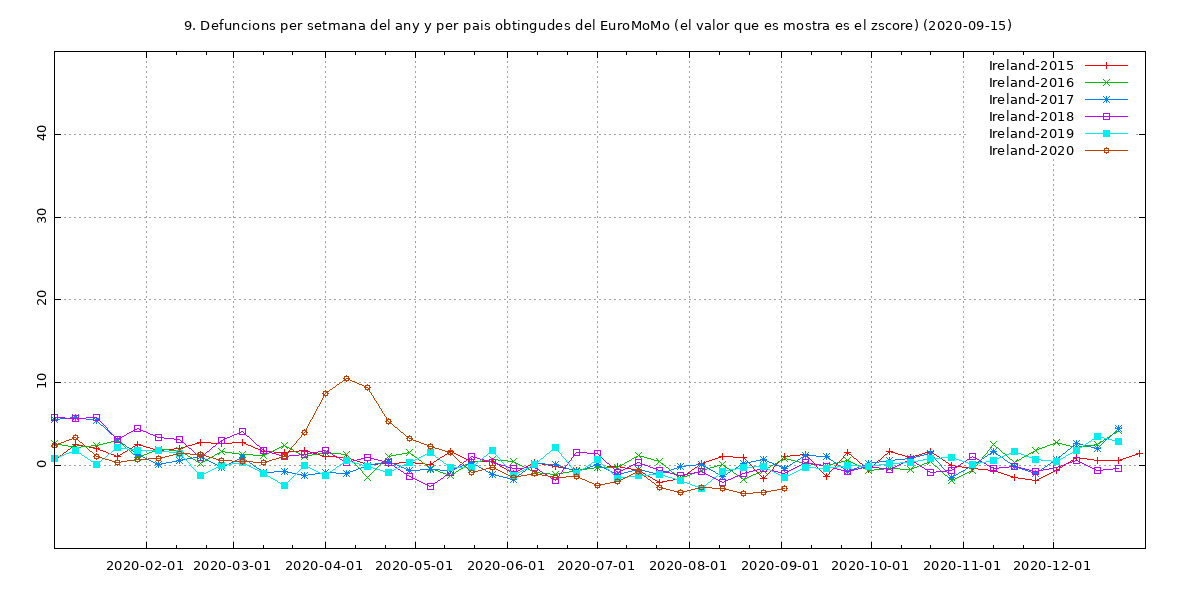 9. Defuncions per setmana del any y per pais obtingudes del EuroMoMo (el valor que es mostra es el zscore) (2020-09-15)
Ireland-2015
Ireland-2016
Ireland-2017
Ireland-2018
Ireland-2019
Ireland-2020
40
30
20
10
0
2020-02-01 2020-03-01 2020-04-01 2020-05-01 2020-06-01 2020-07-01 2020-08-01 2020-09-01 2020-10-01 2020-11-01 2020-12-01